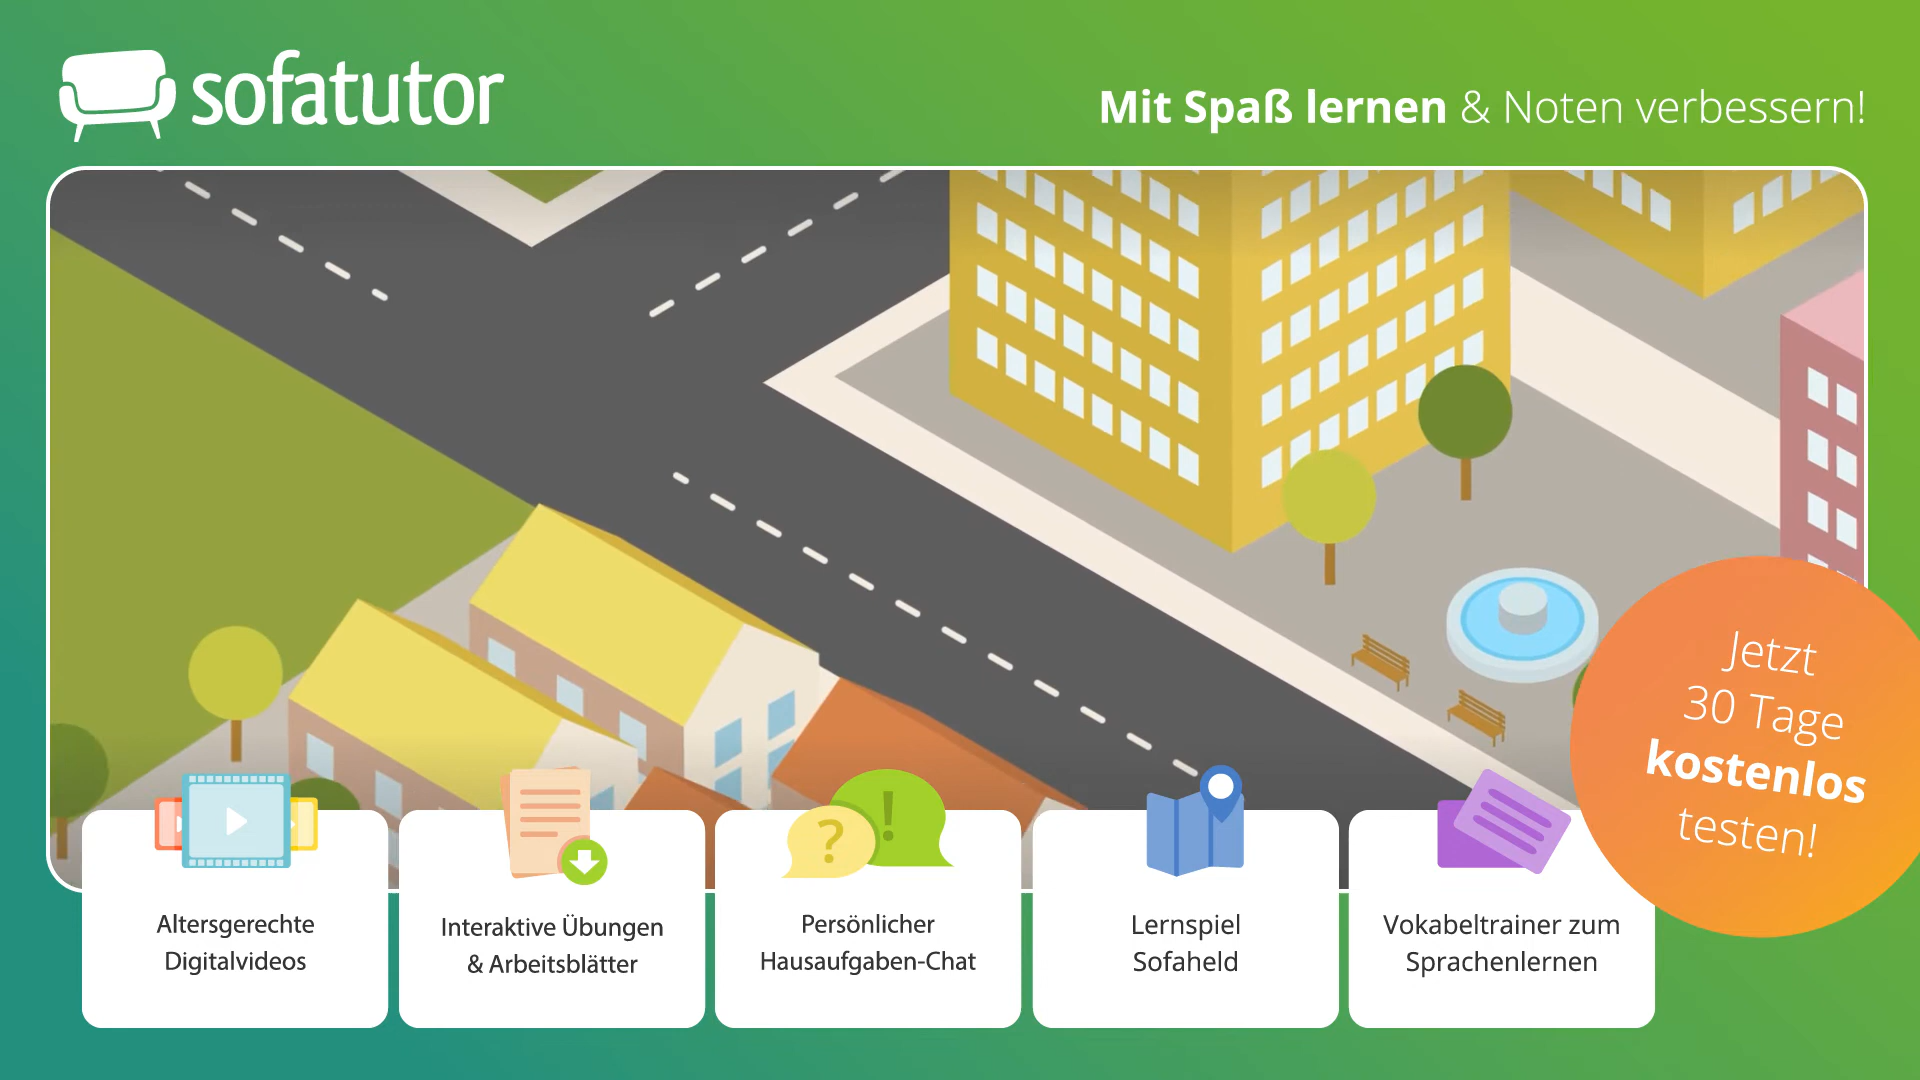 sofatutor
Mit Spaß lernen & Noten verbessern!
?
!
Jetzt
30 Tage
kostenlos
testen!
Altersgerechte
Digitalvideos
Interaktive Übungen
& Arbeitsblätter
Persönlicher
Hausaufgaben-Chat
Lernspiel
Sofaheld
Vokabeltrainer zum
Sprachenlernen